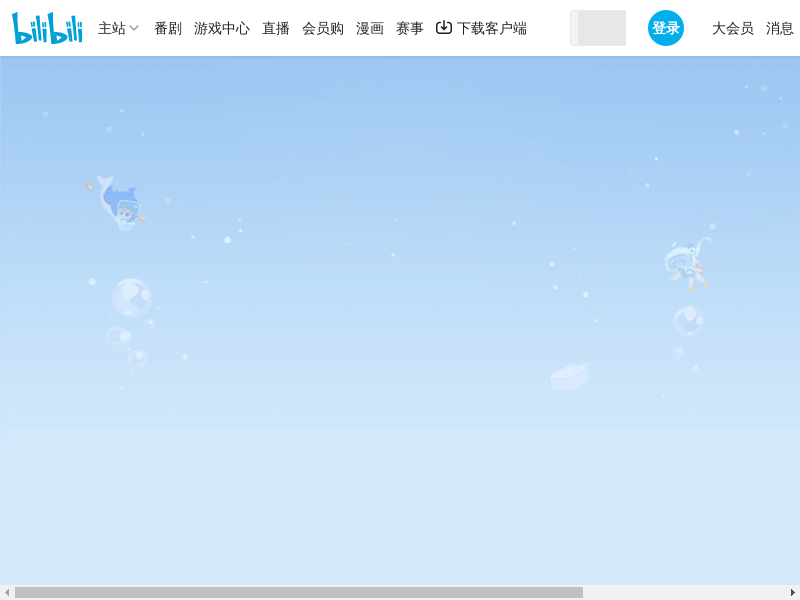 bilibili 主站 番剧 游戏中心 直播 会员购 漫画 赛事 下载客户端 登录 大会员 消息